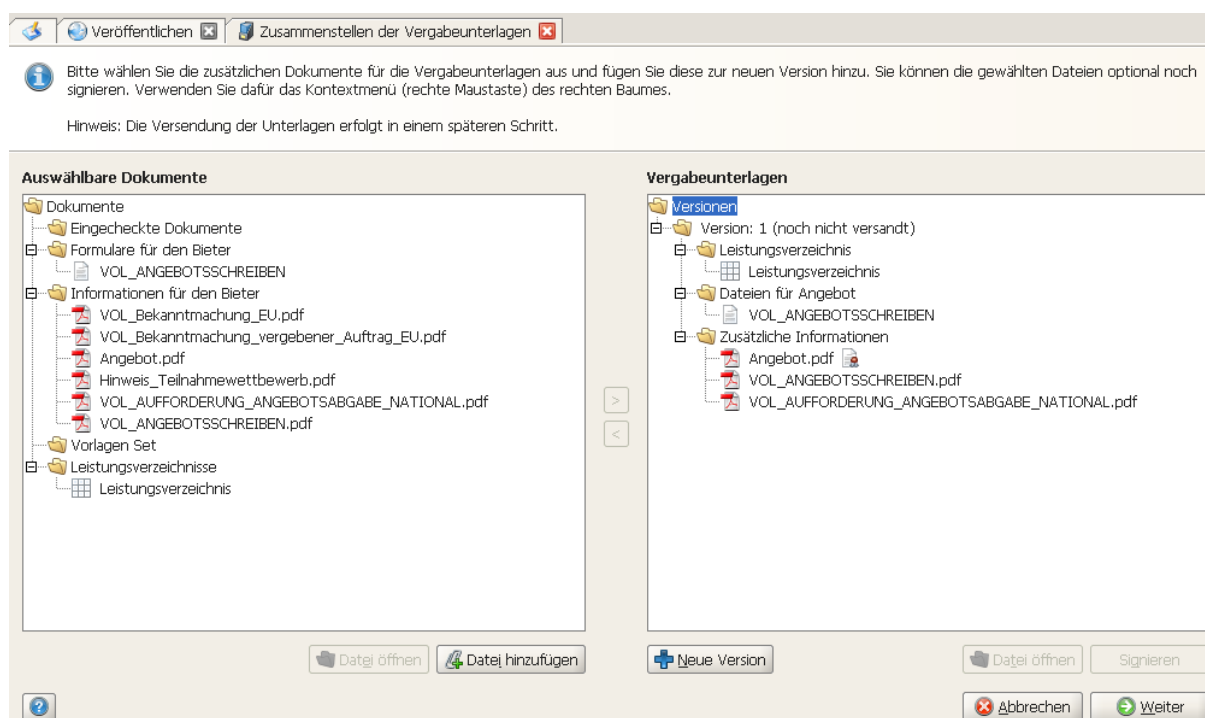 Veröffentlichen
Zusammenstellen der Vergabeunterlagen
Bitte wählen Sie die zusätzlichen Dokumente für die Vergabeunterlagen aus und fügen Sie diese zur neuen Version hinzu. Sie können die gewählten Dateien optional noch
signieren. Verwenden Sie dafür das Kontextmenü (rechte Maustaste) des rechten Baumes.
Hinweis: Die Versendung der Unterlagen erfolgt in einem späteren Schritt.
Auswählbare Dokumente
Dokumente
Eingecheckte Dokumente
Formulare für den Bieter
VOL_ANGEBOTSSCHREIBEN
Informationen für den Bieter
VOL_Bekanntmachung_EU.pdf
VOL_Bekanntmachung_vergebener_Auftrag_EU.pdf
Angebot.pdf
Hinweis_Teilnahmewettbewerb.pdf
VOL_AUFFORDERUNG_ANGEBOTSABGABE_NATIONAL.pdf
VOL_ANGEBOTSSCHREIBEN.pdf
Vorlagen Set
Leistungsverzeichnisse
Leistungsverzeichnis
Datei öffnen
Datei hinzufügen
>
<
Vergabeunterlagen
Versionen
Version: 1 (noch nicht versandt)
Leistungsverzeichnis
Leistungsverzeichnis
Dateien für Angebot
VOL_ANGEBOTSSCHREIBEN
Zusätzliche Informationen
Angebot.pdf
VOL_ANGEBOTSSCHREIBEN.pdf
VOL_AUFFORDERUNG_ANGEBOTSABGABE_NATIONAL.pdf
Neue Version
Datei öffnen
Signieren
Abbrechen
Weiter